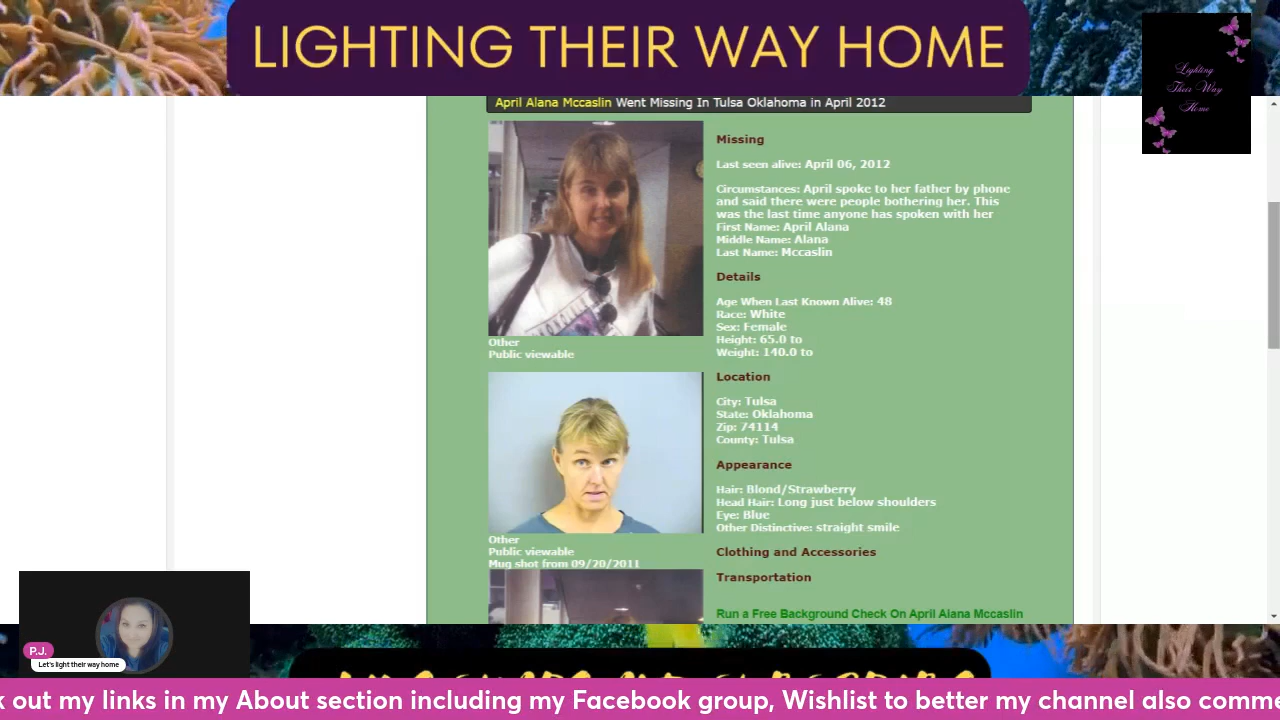 LIGHTING THEIR WAY HOME
Lighting
Their Way
Home
April Alana Mccaslin Went Missing In Tulsa Oklahoma in April 2012
Missing
Last seen alive: April 06, 2012
Circumstances: April spoke to her father by phone
and said there were people bothering her. This
was the last time anyone has spoken with her
First Name: April Alana
Middle Name: Alana
Last Name: Mccaslin
Details
Age When Last Known Alive: 48
Race: White
Sex: Female
Height: 65.0 to
Weight: 140.0 to
Other
Public viewable
Location
City: Tulsa
State: Oklahoma
Zip: 74114
County: Tulsa
Appearance
Hair: Blond/Strawberry
Head Hair: Long just below shoulders
Eye: Blue
Other Distinctive: straight smile
Other
Public viewable
Mug shot from 09/20/2011
Clothing and Accessories
Transportation
Run a Free Background Check On April Alana Mccaslin
P.J.
Let's light their way home
k out my links in my About section including my Facebook group, Wishlist to better my channel also comme